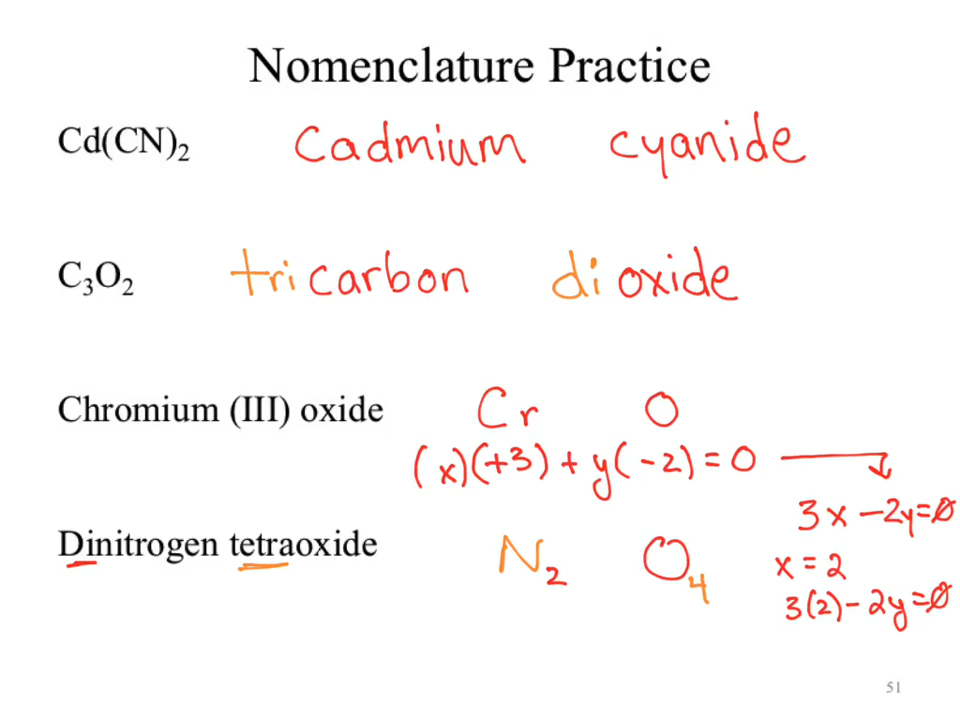 Nomenclature Practice
Cd(CN)₂ Cadmium cyanide
C₃O₂ tricarbon dioxide
Chromium (III) oxide Cr O
(x)(+3) + y(-2) = 0 →
3x - 2y = 0
Dinitrogen tetraoxide N₂ O₄
x = 2
3(2) - 2y = 0
51